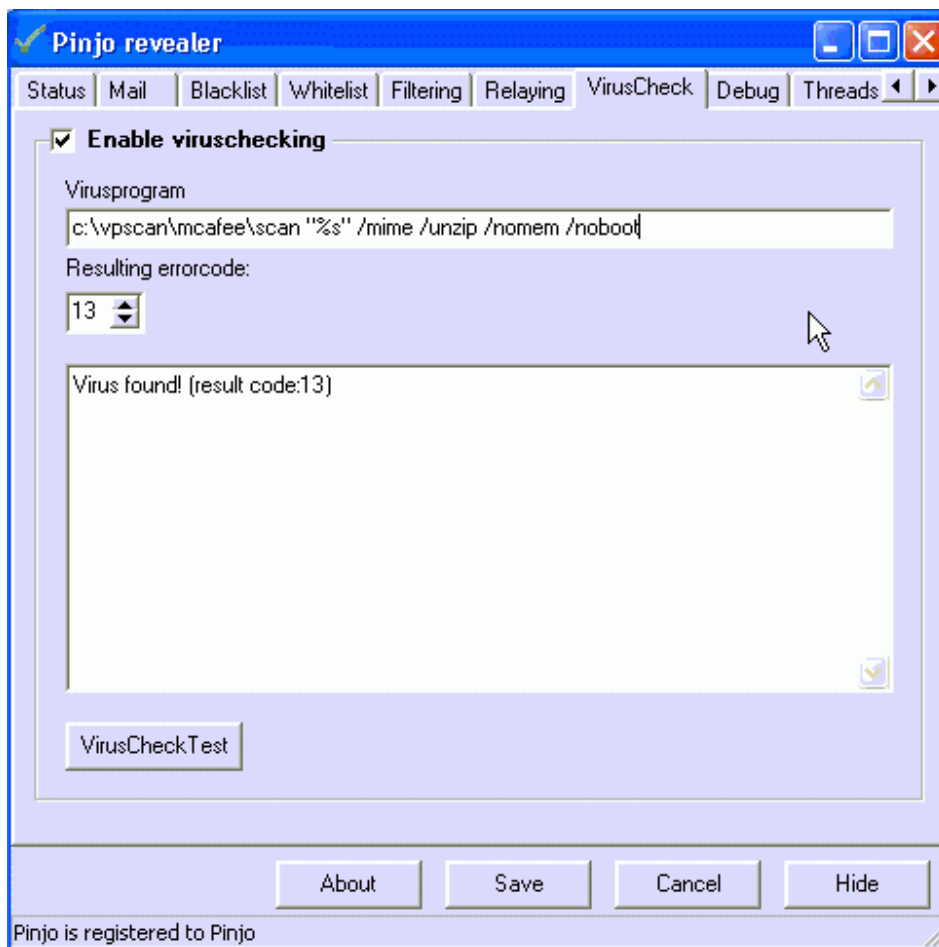 Pinjo revealer
Status Mail Blacklist Whitelist Filtering Relaying VirusCheck Debug Threads
Enable viruschecking
Virusprogram
c:\vpscan\mcafee\scan "%s" /mime /unzip /nomem /noboot
Resulting errorcode:
13
Virus found! (result code:13)
VirusCheckTest
About Save Cancel Hide
Pinjo is registered to Pinjo